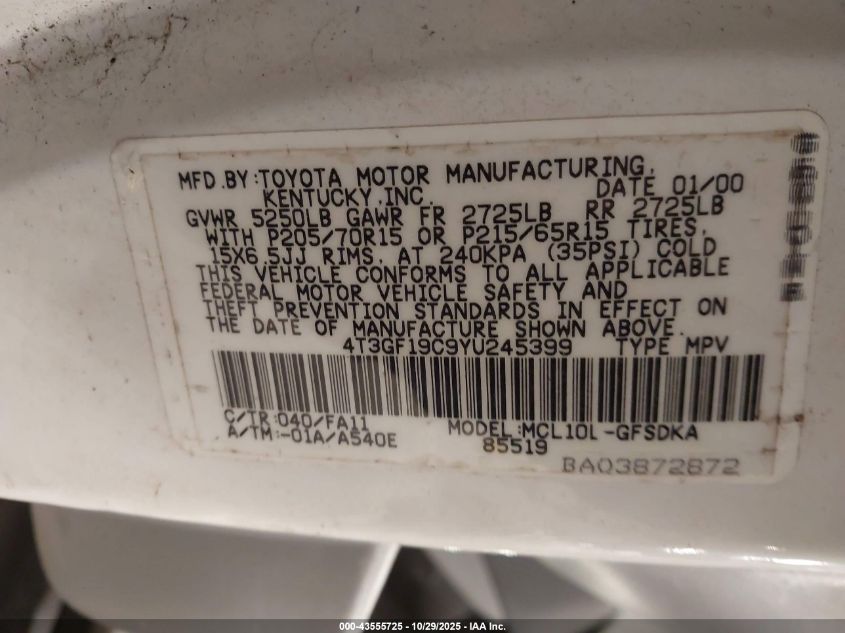 MFD.BY:TOYOTA MOTOR MANUFACTURING,
KENTUCKY,INC. DATE 01/00
GVWR 5250LB GAWR FR 2725LB RR 2725LB
WITH P205/70R15 OR P215/65R15 TIRES,
15X6.5JJ RIMS, AT 240KPA (35PSI) COLD
THIS VEHICLE CONFORMS TO ALL APPLICABLE
FEDERAL MOTOR VEHICLE SAFETY AND
THEFT PREVENTION STANDARDS IN EFFECT ON
THE DATE OF MANUFACTURE SHOWN ABOVE.
4T3GF19C9YU245399 TYPE MPV
C/TR:040/FA11 MODEL:MCL10L-GFSDKA
A/TM:-01A/A540E 85519
BAQ3872872
000-43555725 - 10/29/2025 - IAA Inc.